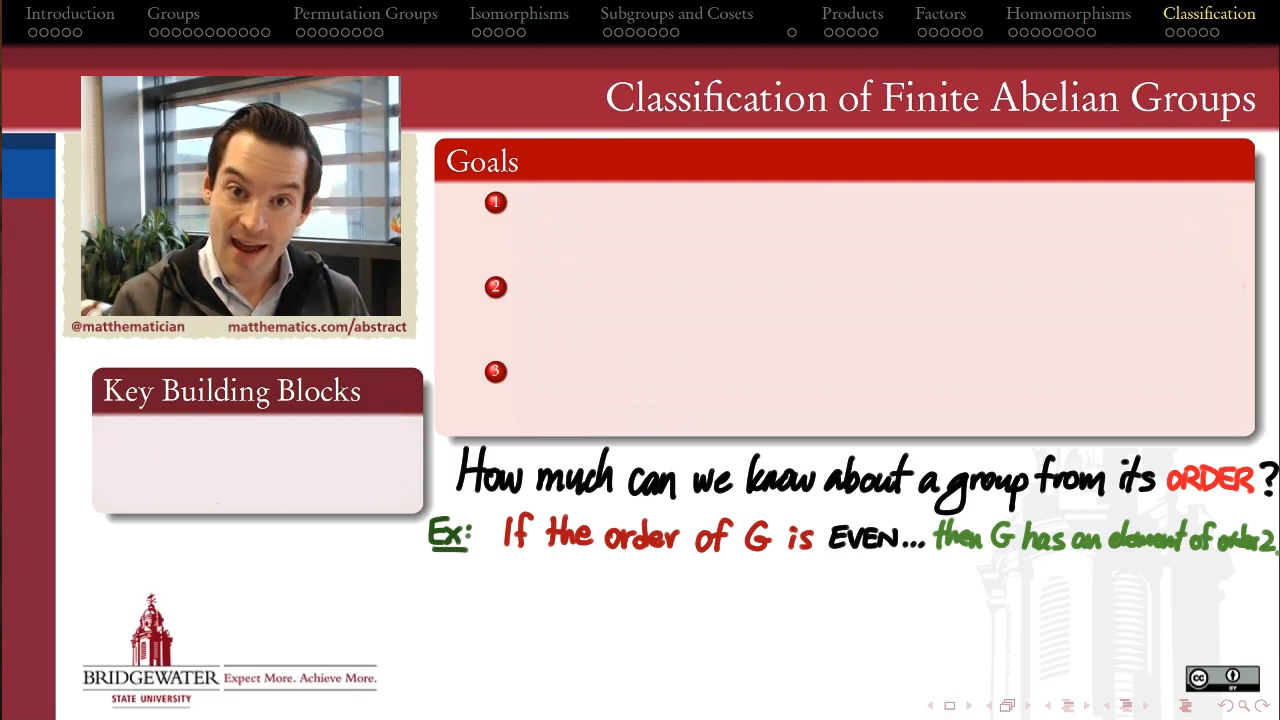 Introduction Groups Permutation Groups Isomorphisms Subgroups and Cosets Products Factors Homomorphisms Classification
Classification of Finite Abelian Groups
@matthematician matthematics.com/abstract
Goals
1
2
3
Key Building Blocks
How much can we know about a group from its ORDER?
Ex: If the order of G is EVEN... then G has an element of order 2.
BRIDGEWATER
STATE UNIVERSITY
Expect More. Achieve More.
cc BY